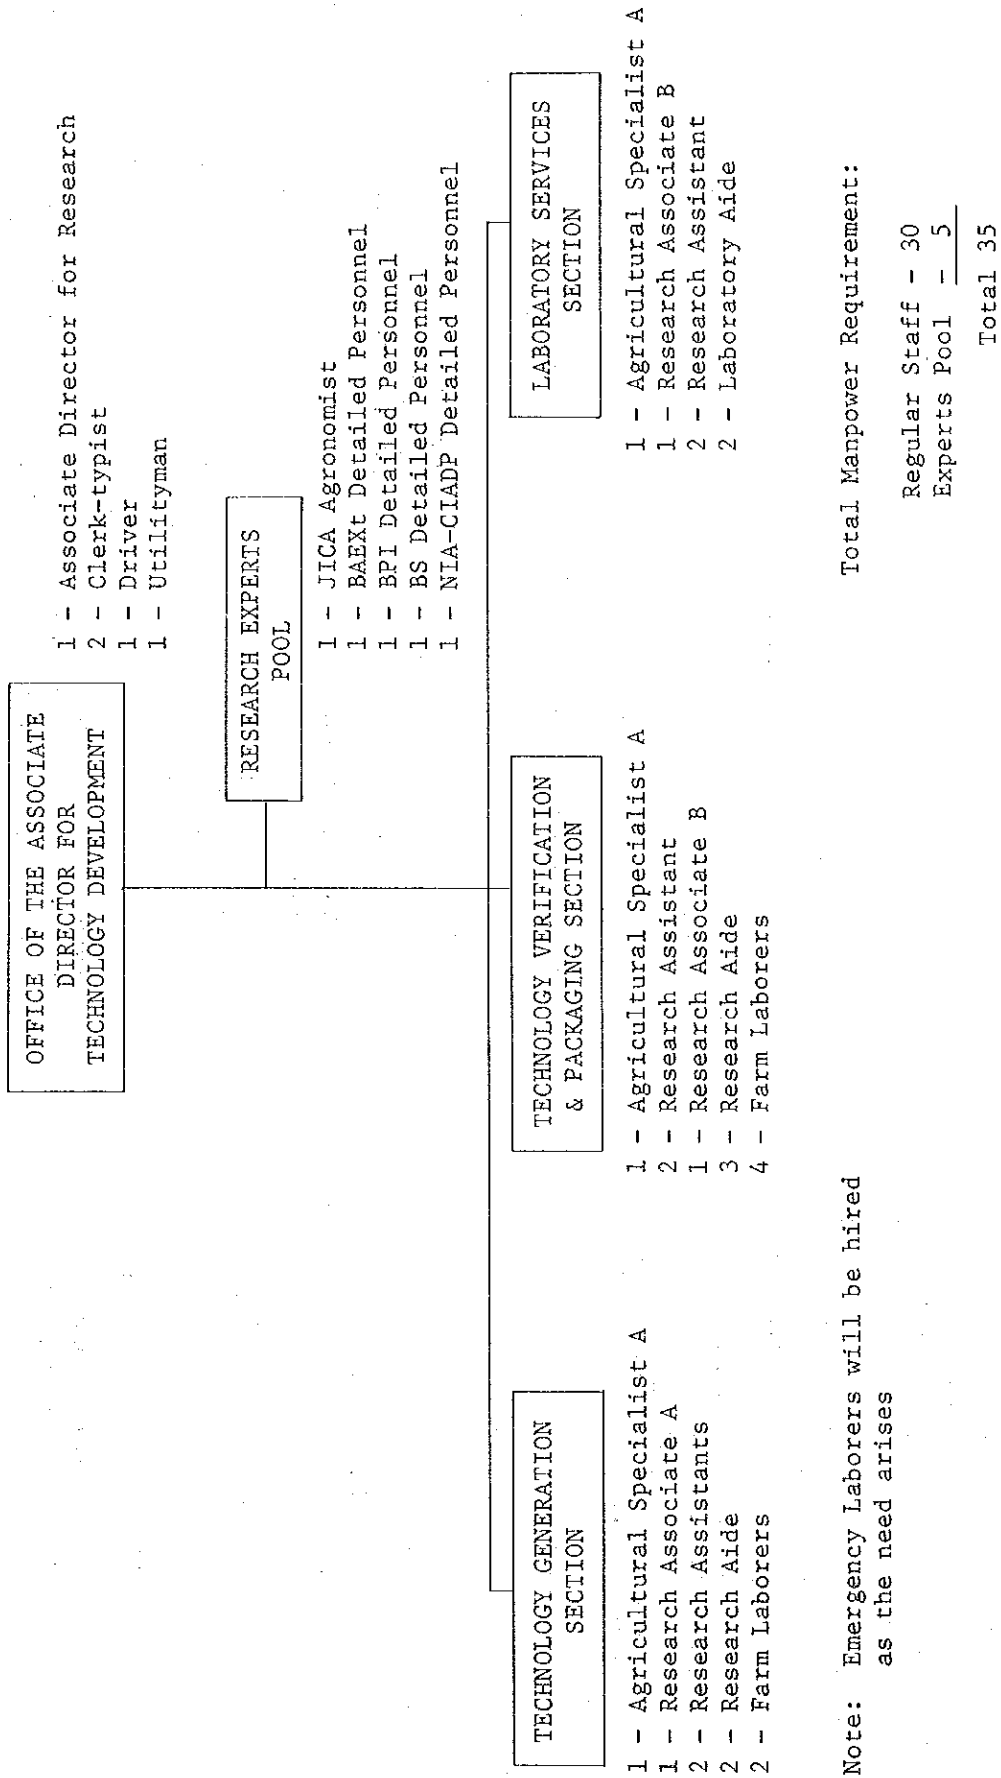 OFFICE OF THE ASSOCIATE
DIRECTOR FOR
TECHNOLOGY DEVELOPMENT
1 - Associate Director for Research
2 - Clerk-typist
1 - Driver
1 - Utilityman
RESEARCH EXPERTS
POOL
1 - JICA Agronomist
1 - BAEXt Detailed Personnel
1 - BPI Detailed Personnel
1 - BS Detailed Personnel
1 - NIA-CIADP Detailed Personnel
TECHNOLOGY GENERATION
SECTION
1 - Agricultural Specialist A
1 - Research Associate A
2 - Research Assistants
2 - Research Aide
2 - Farm Laborers
TECHNOLOGY VERIFICATION
& PACKAGING SECTION
1 - Agricultural Specialist A
2 - Research Assistant
1 - Research Associate B
3 - Research Aide
4 - Farm Laborers
LABORATORY SERVICES
SECTION
1 - Agricultural Specialist A
1 - Research Associate B
2 - Research Assistant
2 - Laboratory Aide
Note: Emergency Laborers will be hired
as the need arises
Total Manpower Requirement:
Regular Staff - 30
Experts Pool - 5
Total 35